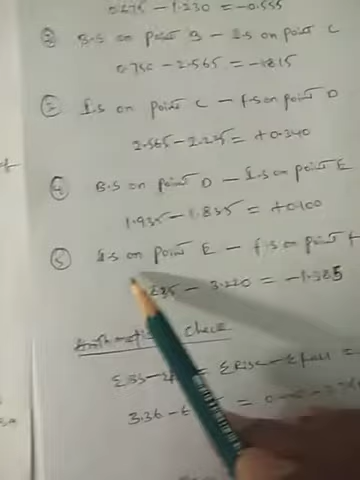 0.675 - 1.230 = -0.555
② B.S on point B - I.S on point C
0.750 - 2.565 = -1.815
③ I.S on point C - f.S on point D
2.565 - 2.225 = +0.340
④ B.S on point D - I.S on point E
1.935 - 1.835 = +0.100
⑤ I.S on point E - f.S on point
- 3.220 = -1.385
Arithmetic check
ΣBS - = ΣRise - Σfall =
3.36 - 6 =